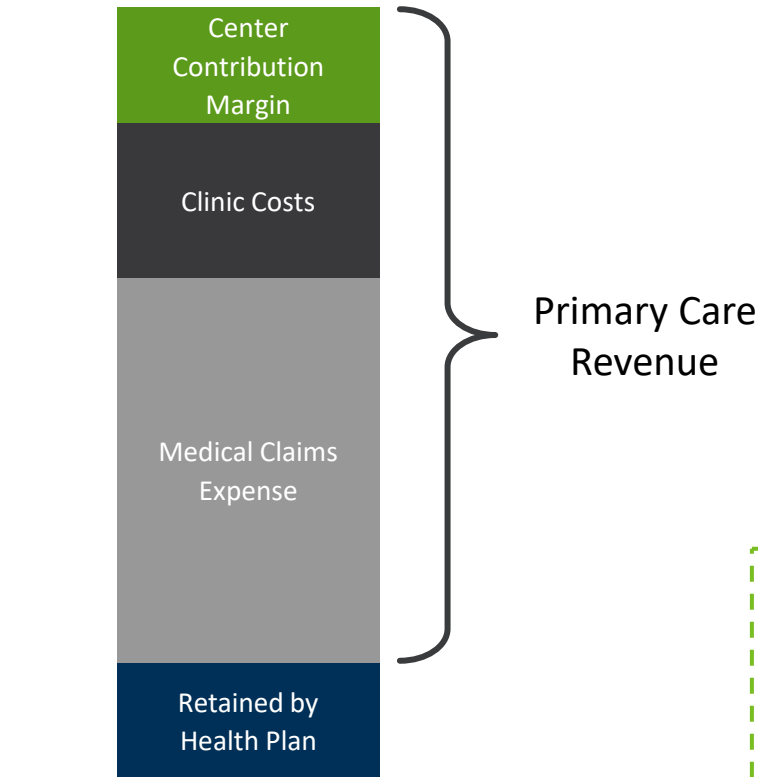 Center
Contribution
Margin
Clinic Costs
Medical Claims
Expense
Retained by
Health Plan
Primary Care
Revenue